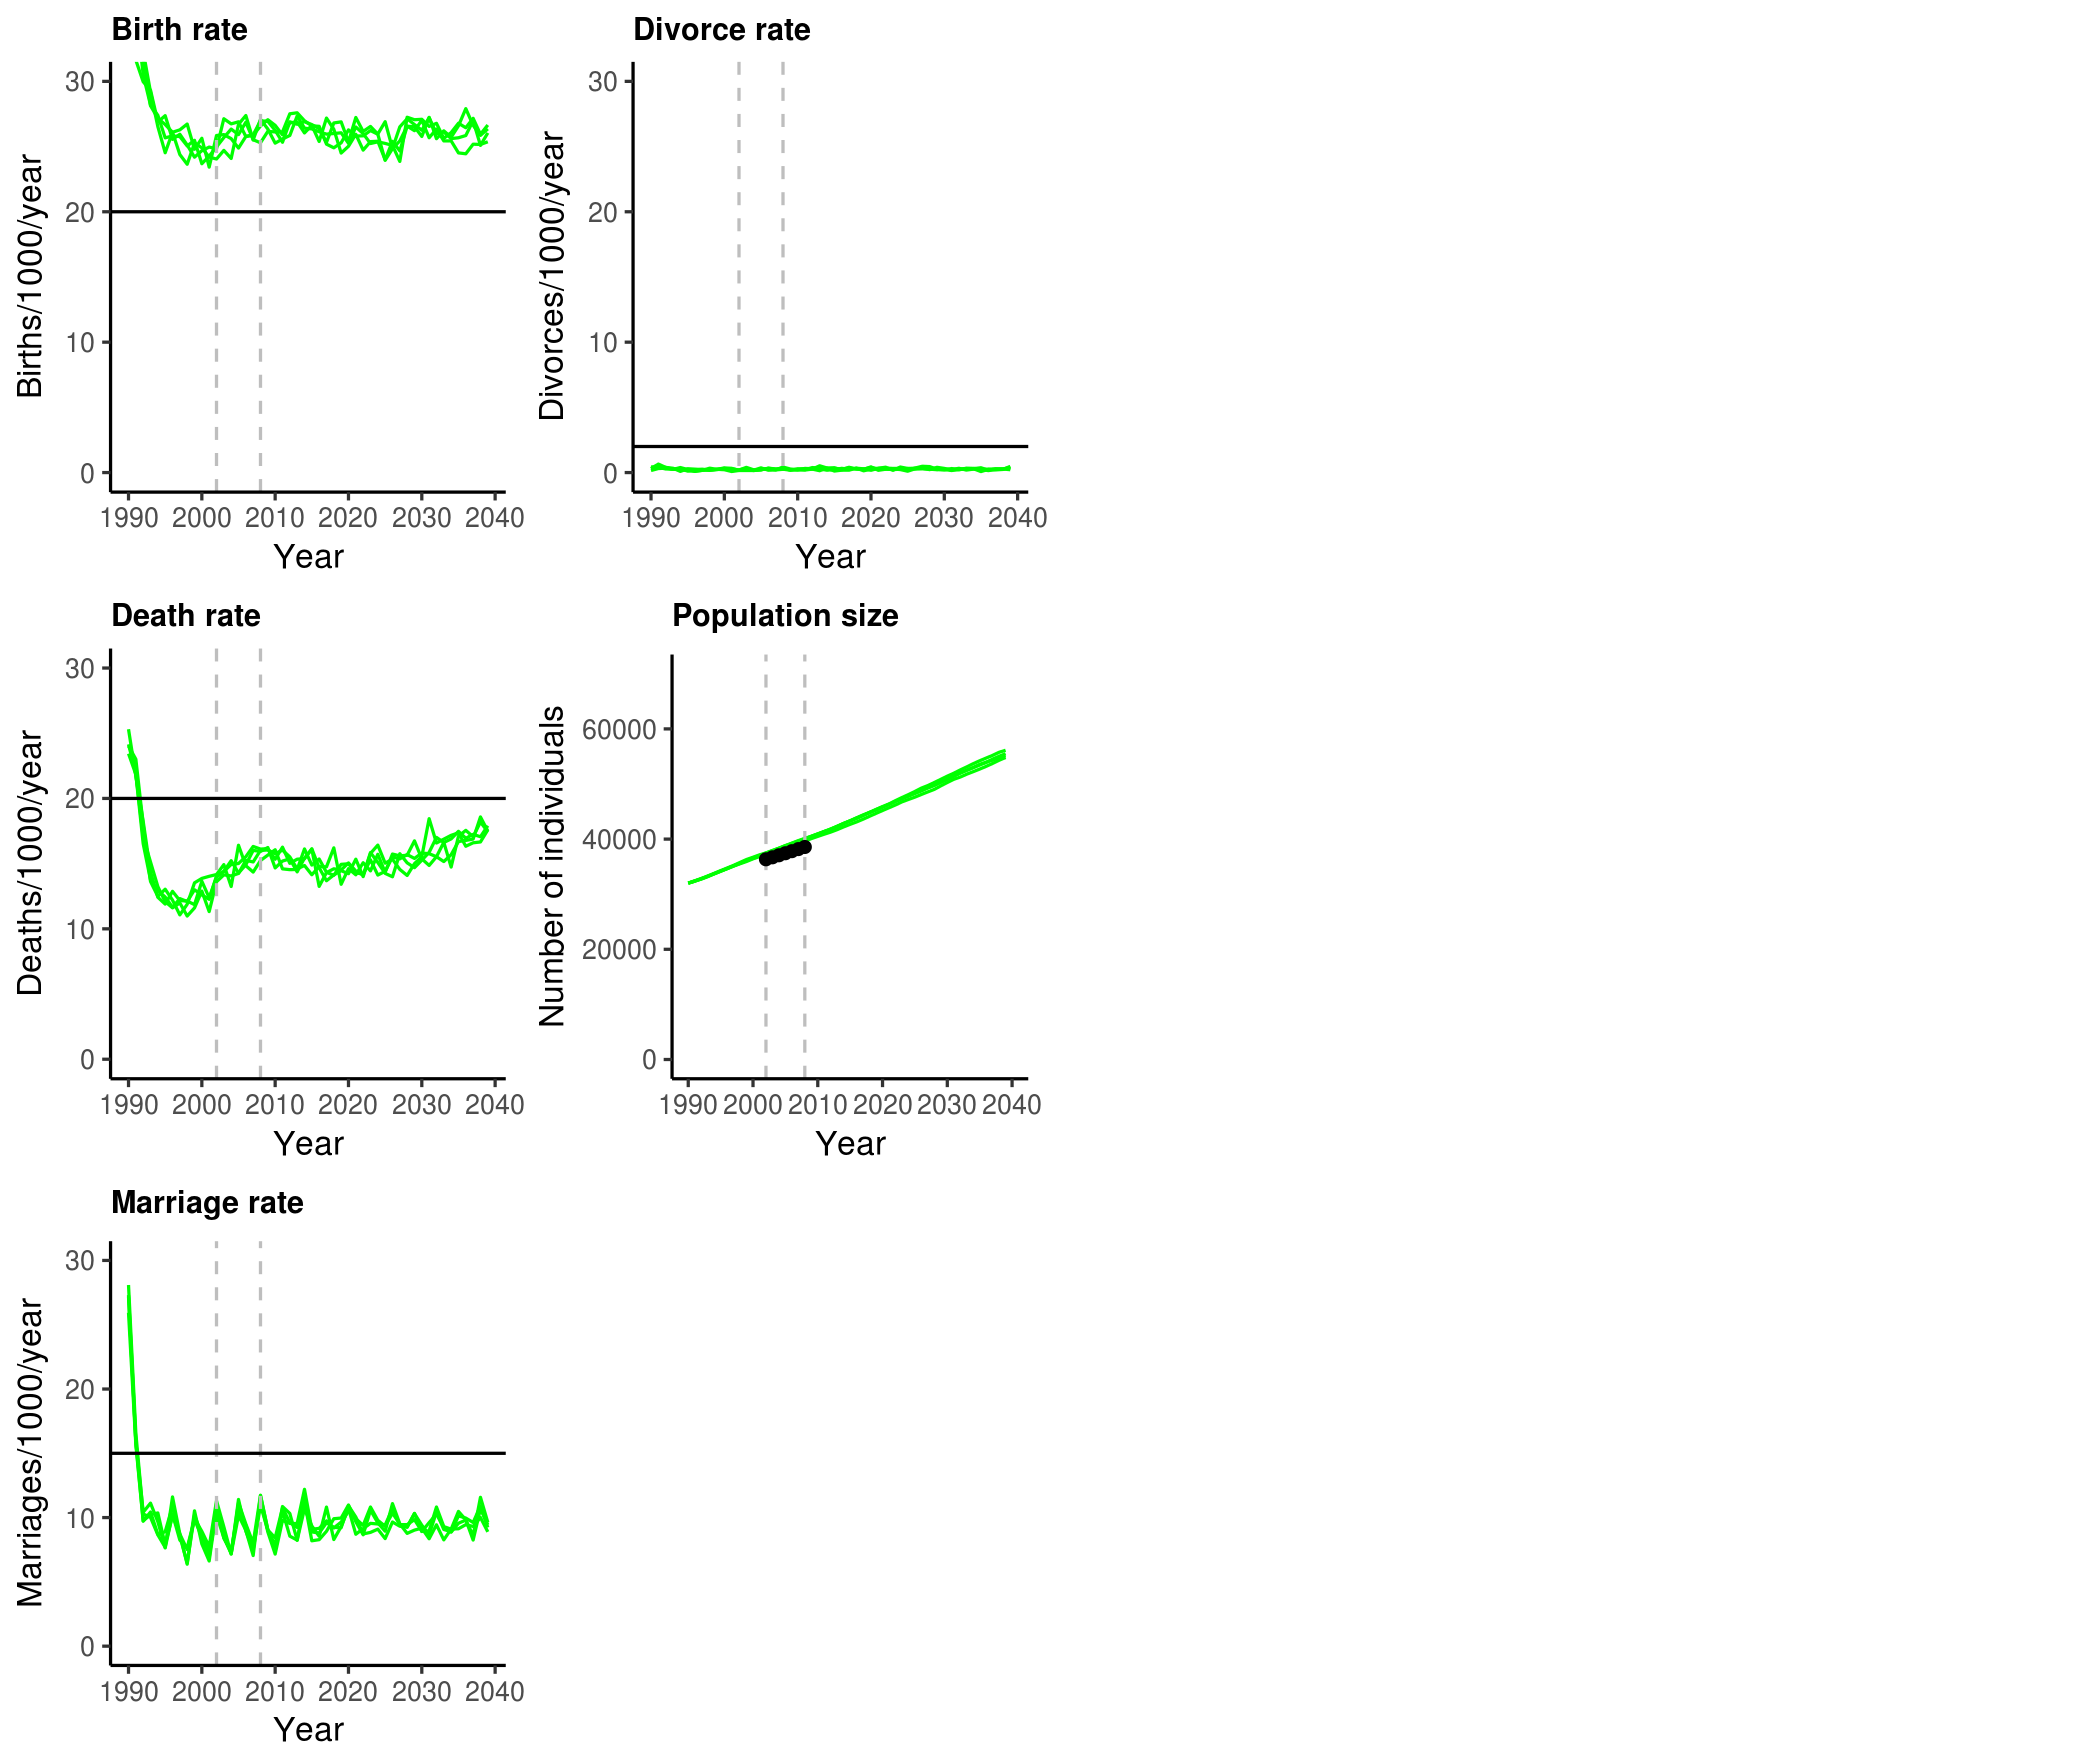 Birth rate
30
20
10
0
Births/1000/year
1990 2000 2010 2020 2030 2040
Year
Divorce rate
30
20
10
0
Divorces/1000/year
1990 2000 2010 2020 2030 2040
Year
Death rate
30
20
10
0
Deaths/1000/year
1990 2000 2010 2020 2030 2040
Year
Population size
60000
40000
20000
0
Number of individuals
1990 2000 2010 2020 2030 2040
Year
Marriage rate
30
20
10
0
Marriages/1000/year
1990 2000 2010 2020 2030 2040
Year